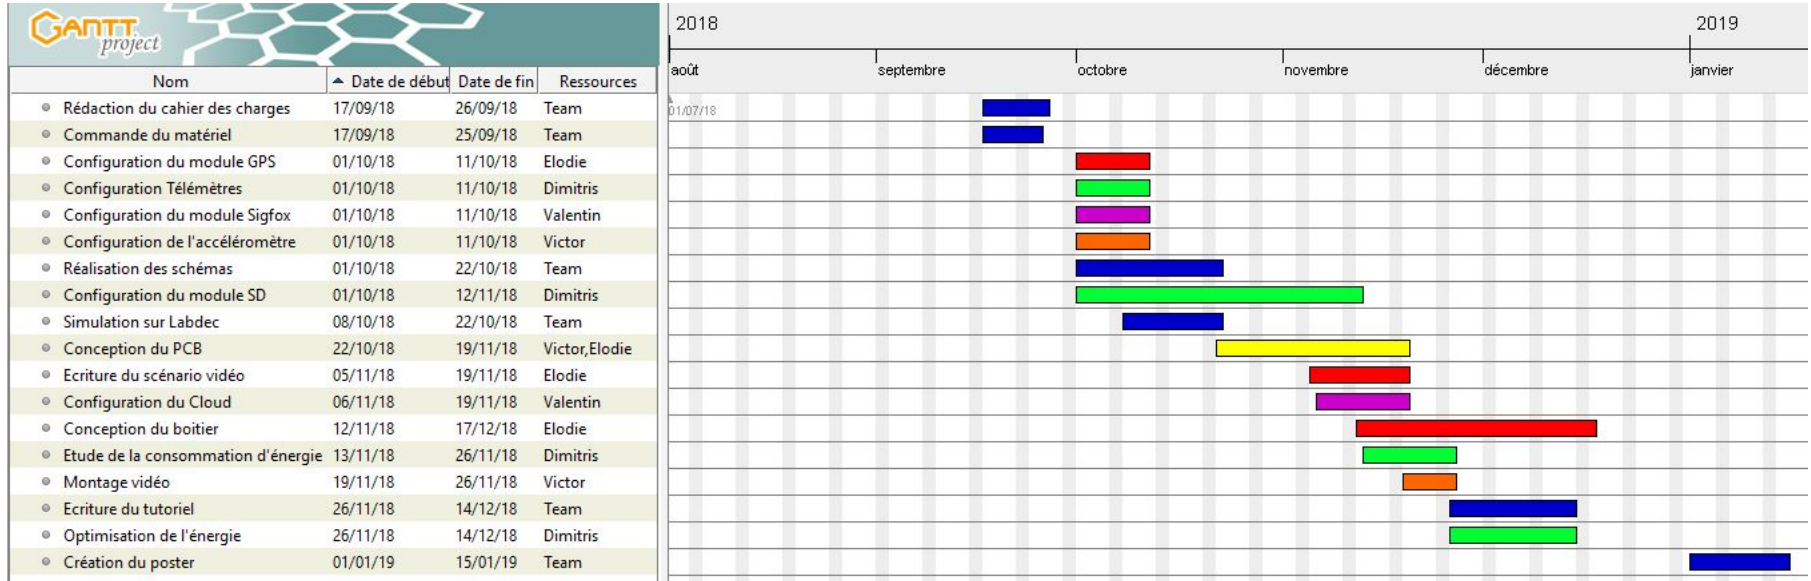 GANTT
project
2018
2019
Nom Date de début Date de fin Ressources
août septembre octobre novembre décembre janvier
01/07/18
Rédaction du cahier des charges 17/09/18 26/09/18 Team
Commande du matériel 17/09/18 25/09/18 Team
Configuration du module GPS 01/10/18 11/10/18 Elodie
Configuration Télémètres 01/10/18 11/10/18 Dimitris
Configuration du module Sigfox 01/10/18 11/10/18 Valentin
Configuration de l'accéléromètre 01/10/18 11/10/18 Victor
Réalisation des schémas 01/10/18 22/10/18 Team
Configuration du module SD 01/10/18 12/11/18 Dimitris
Simulation sur Labdec 08/10/18 22/10/18 Team
Conception du PCB 22/10/18 19/11/18 Victor,Elodie
Ecriture du scénario vidéo 05/11/18 19/11/18 Elodie
Configuration du Cloud 06/11/18 19/11/18 Valentin
Conception du boitier 12/11/18 17/12/18 Elodie
Etude de la consommation d'énergie 13/11/18 26/11/18 Dimitris
Montage vidéo 19/11/18 26/11/18 Victor
Ecriture du tutoriel 26/11/18 14/12/18 Team
Optimisation de l'énergie 26/11/18 14/12/18 Dimitris
Création du poster 01/01/19 15/01/19 Team